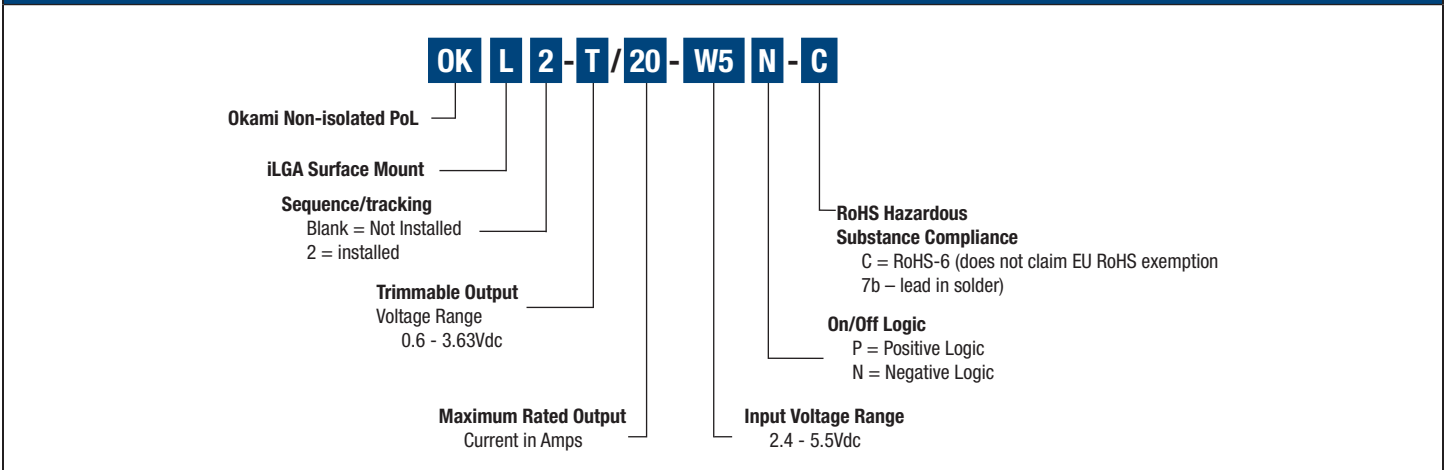 OK L 2 - T / 20 - W5 N - C
Okami Non-isolated PoL
iLGA Surface Mount
Sequence/tracking
Blank = Not Installed
2 = installed
Trimmable Output
Voltage Range
0.6 - 3.63Vdc
Maximum Rated Output
Current in Amps
RoHS Hazardous
Substance Compliance
C = RoHS-6 (does not claim EU RoHS exemption
7b – lead in solder)
On/Off Logic
P = Positive Logic
N = Negative Logic
Input Voltage Range
2.4 - 5.5Vdc